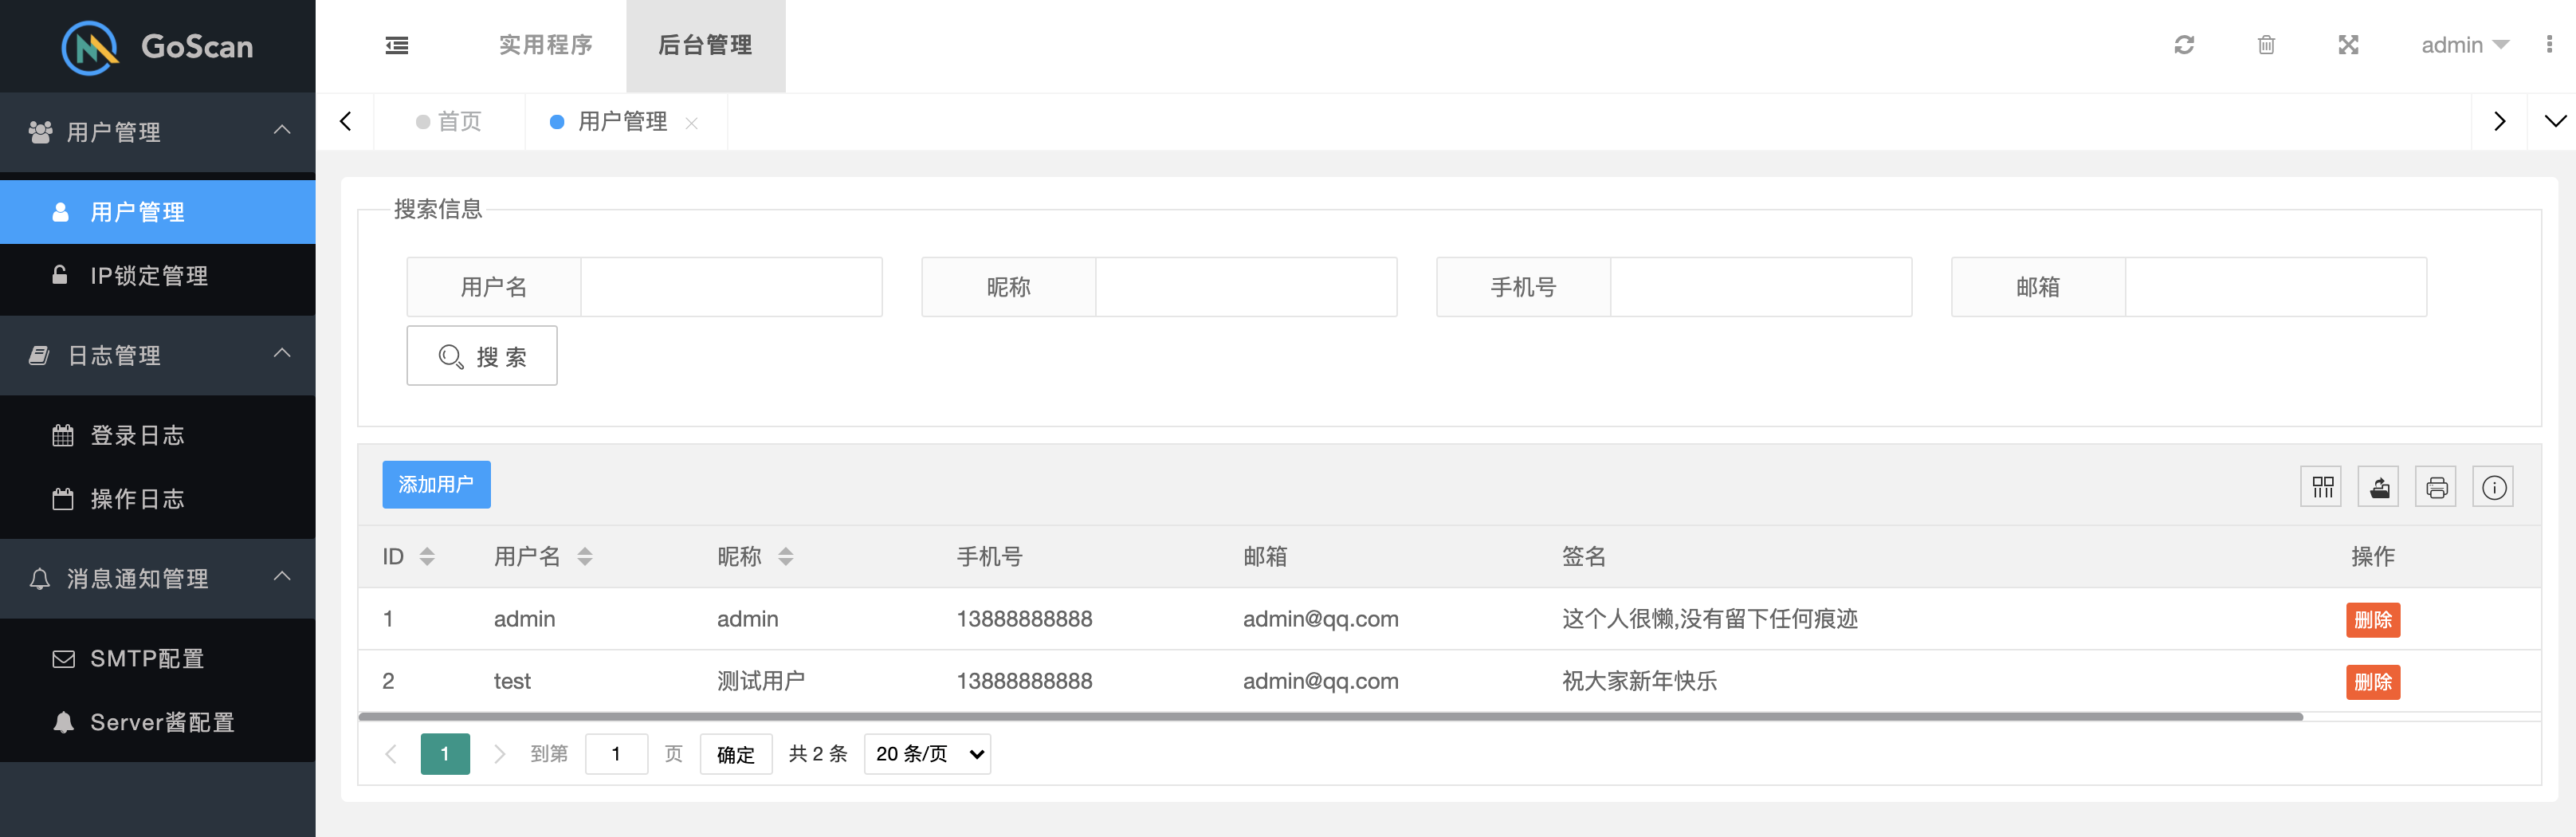 GoScan
实用程序
后台管理
admin
用户管理
用户管理
IP锁定管理
日志管理
登录日志
操作日志
消息通知管理
SMTP配置
Server酱配置
首页
用户管理
搜索信息
用户名
昵称
手机号
邮箱
搜 索
添加用户
ID 用户名 昵称 手机号 邮箱 签名 操作
1 admin admin 13888888888 admin@qq.com 这个人很懒,没有留下任何痕迹 删除
2 test 测试用户 13888888888 admin@qq.com 祝大家新年快乐 删除
1 到第 1 页 确定 共 2 条 20 条/页